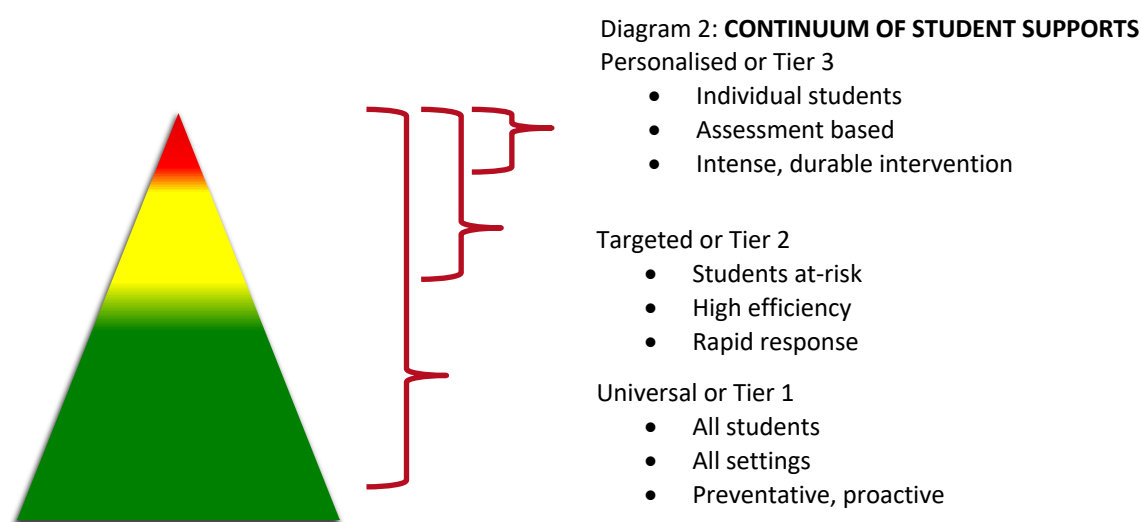 Diagram 2: CONTINUUM OF STUDENT SUPPORTS
Personalised or Tier 3
• Individual students
• Assessment based
• Intense, durable intervention
Targeted or Tier 2
• Students at-risk
• High efficiency
• Rapid response
Universal or Tier 1
• All students
• All settings
• Preventative, proactive